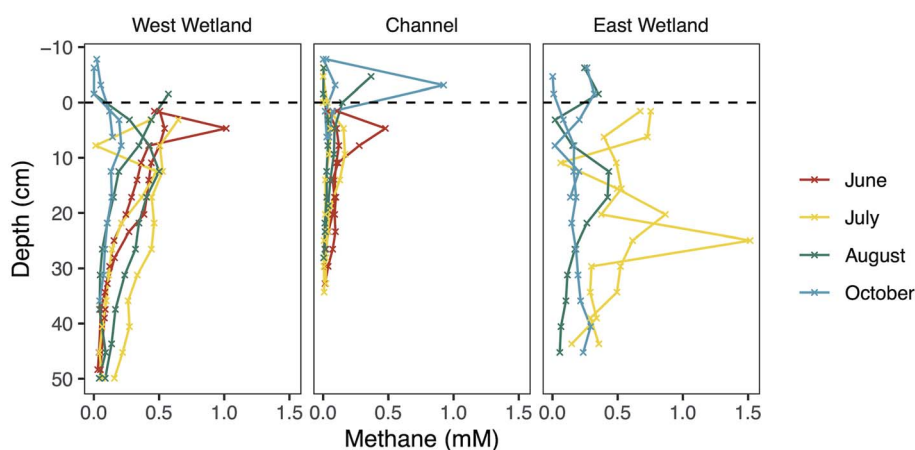 West Wetland Channel East Wetland
−10
0
10
20
30
40
50
Depth (cm)
0.0 0.5 1.0 1.5 0.0 0.5 1.0 1.5 0.0 0.5 1.0 1.5
Methane (mM)
June
July
August
October